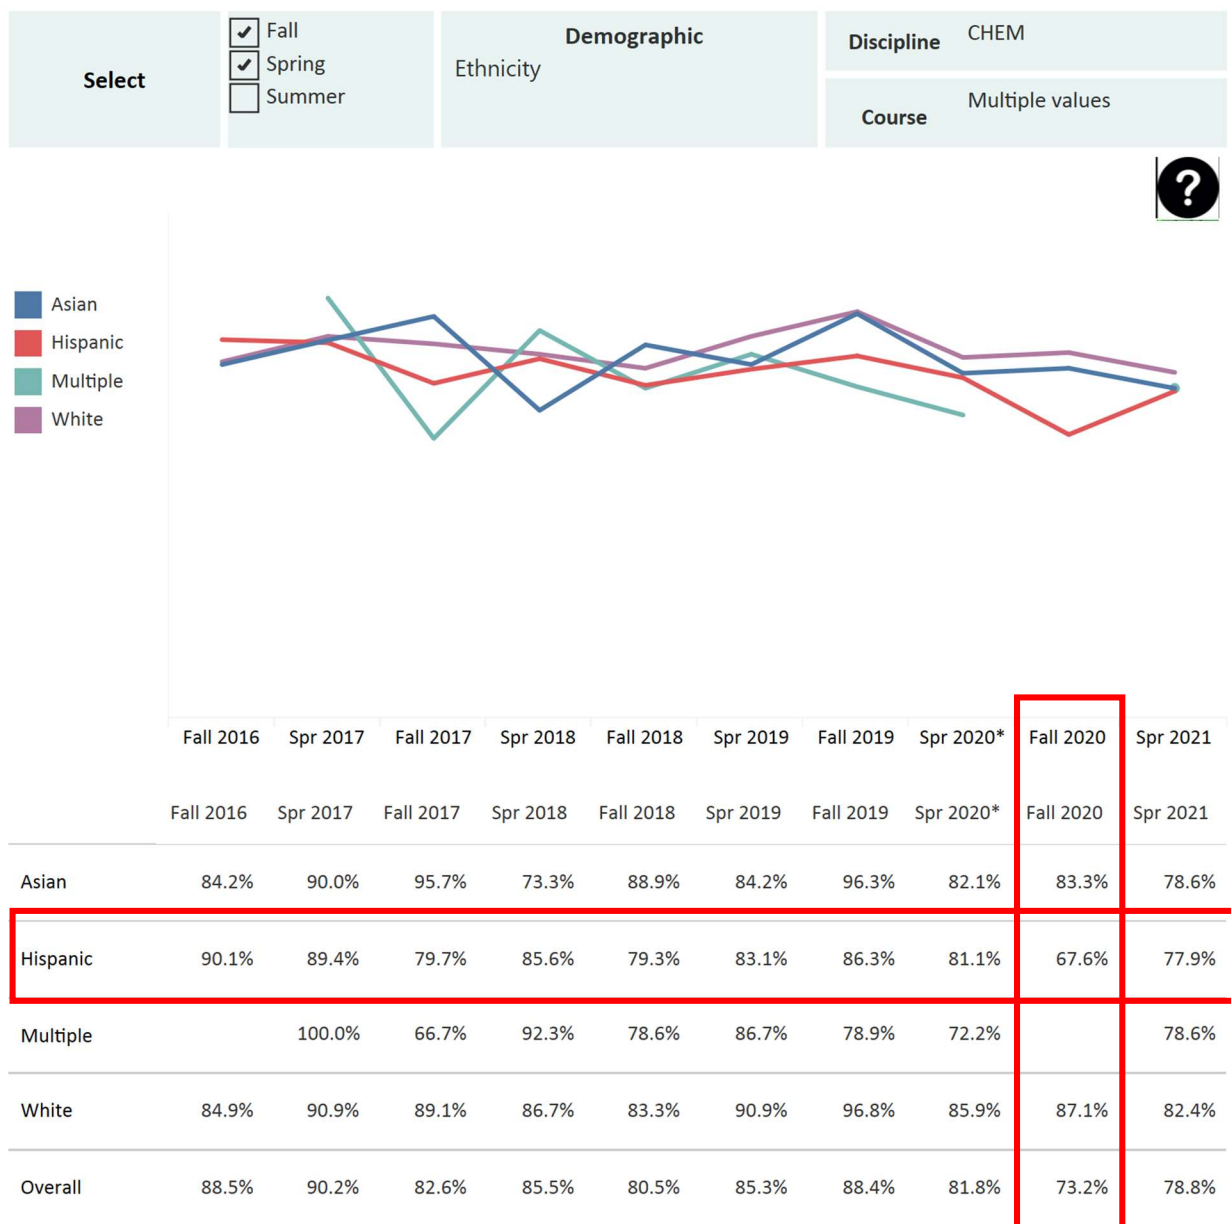 Select
Fall
Spring
Summer
Demographic
Ethnicity
Discipline CHEM
Course Multiple values
?
Asian
Hispanic
Multiple
White
Fall 2016 Spr 2017 Fall 2017 Spr 2018 Fall 2018 Spr 2019 Fall 2019 Spr 2020* Fall 2020 Spr 2021
Fall 2016 Spr 2017 Fall 2017 Spr 2018 Fall 2018 Spr 2019 Fall 2019 Spr 2020* Fall 2020 Spr 2021
Asian 84.2% 90.0% 95.7% 73.3% 88.9% 84.2% 96.3% 82.1% 83.3% 78.6%
Hispanic 90.1% 89.4% 79.7% 85.6% 79.3% 83.1% 86.3% 81.1% 67.6% 77.9%
Multiple 100.0% 66.7% 92.3% 78.6% 86.7% 78.9% 72.2% 78.6%
White 84.9% 90.9% 89.1% 86.7% 83.3% 90.9% 96.8% 85.9% 87.1% 82.4%
Overall 88.5% 90.2% 82.6% 85.5% 80.5% 85.3% 88.4% 81.8% 73.2% 78.8%